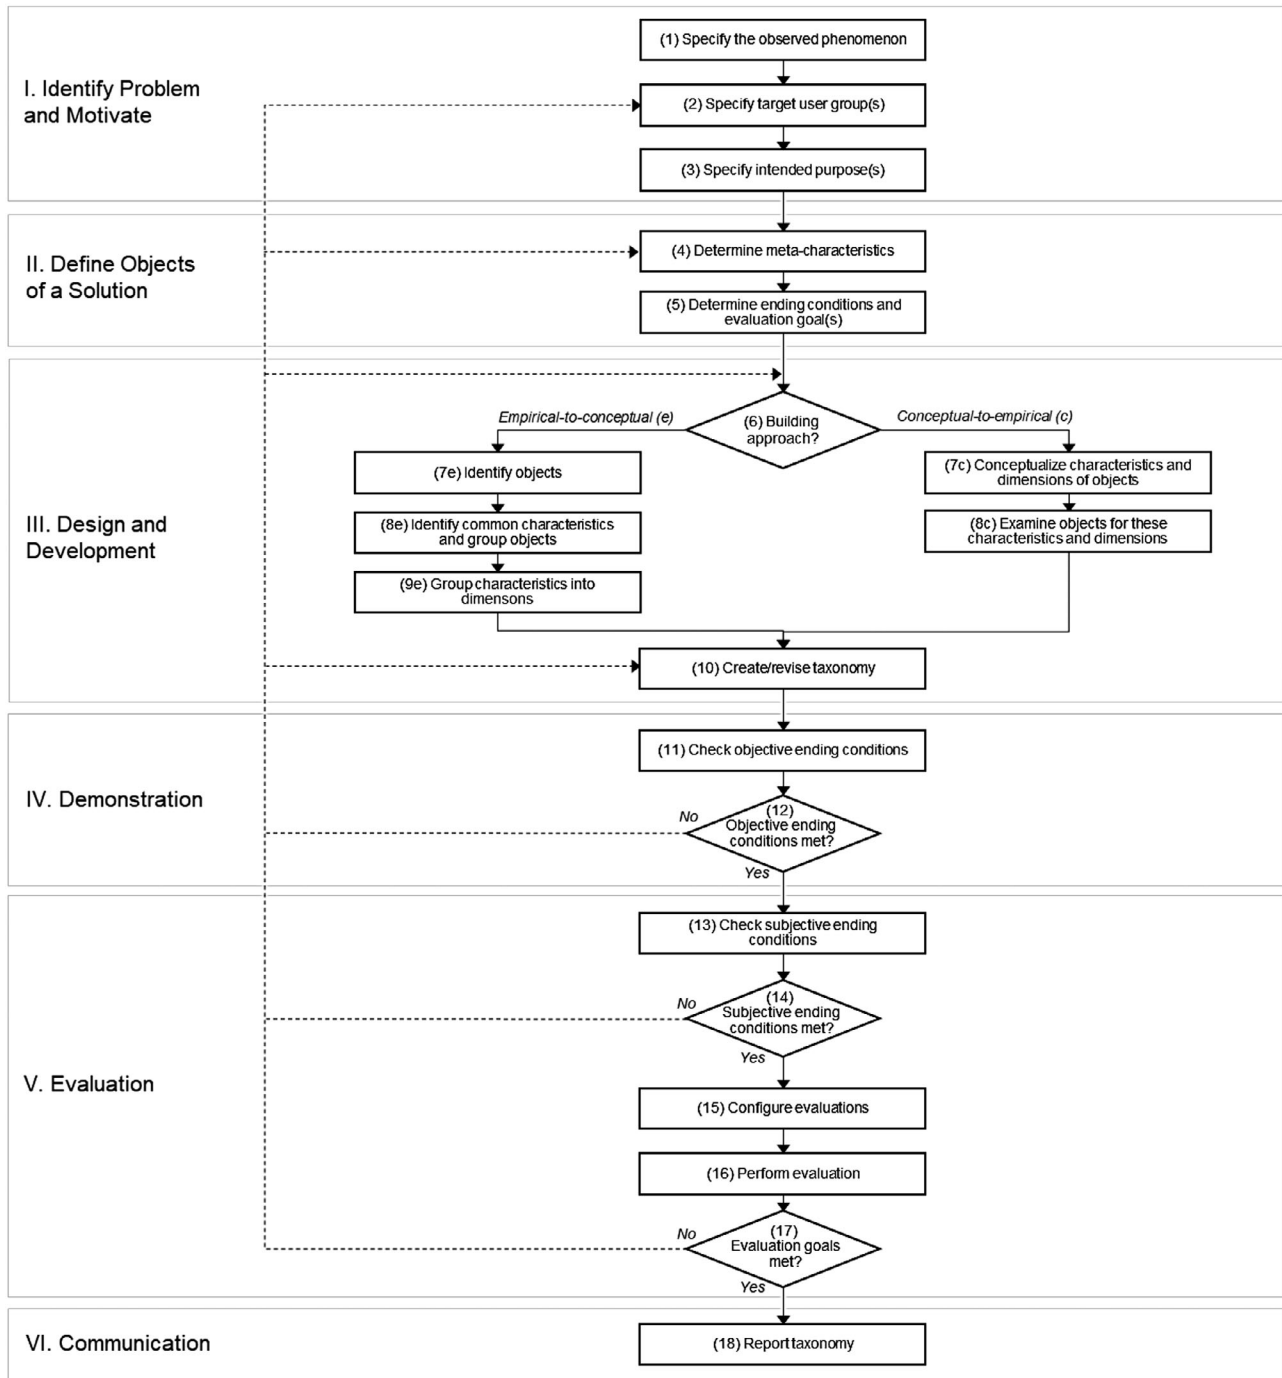 I. Identify Problem
and Motivate
(1) Specify the observed phenomenon
(2) Specify target user group(s)
(3) Specify intended purpose(s)
II. Define Objects
of a Solution
(4) Determine meta-characteristics
(5) Determine ending conditions and
evaluation goal(s)
III. Design and
Development
Empirical-to-conceptual (e)
(6) Building
approach?
Conceptual-to-empirical (c)
(7e) Identify objects
(8e) Identify common characteristics
and group objects
(9e) Group characteristics into
dimensons
(7c) Conceptualize characteristics and
dimensions of objects
(8c) Examine objects for these
characteristics and dimensions
(10) Create/revise taxonomy
IV. Demonstration
(11) Check objective ending conditions
No
(12)
Objective ending
conditions met?
Yes
V. Evaluation
(13) Check subjective ending
conditions
No
(14)
Subjective ending
conditions met?
Yes
(15) Configure evaluations
(16) Perform evaluation
No
(17)
Evaluation goals
met?
Yes
VI. Communication
(18) Report taxonomy